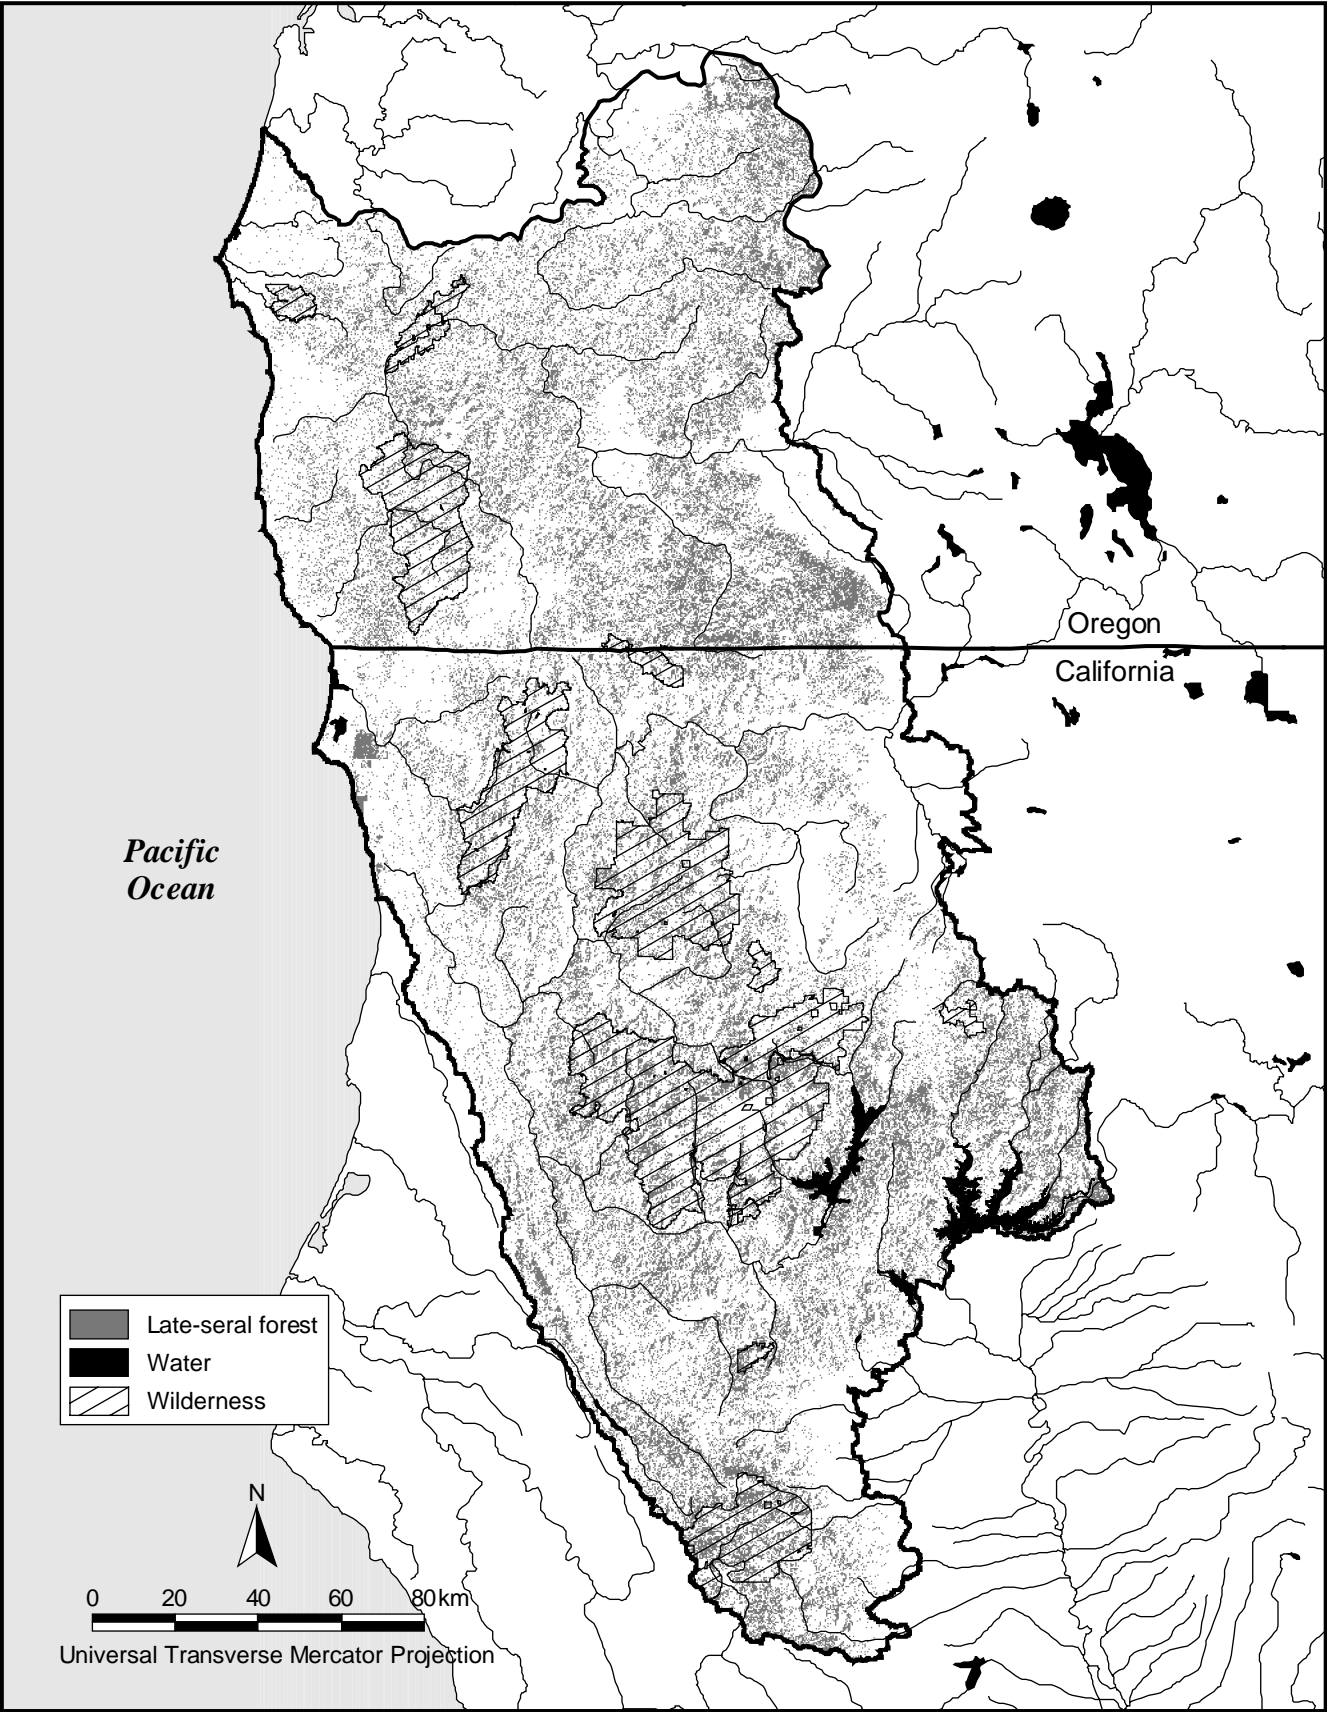 Oregon
California
Pacific
Ocean
Late-seral forest
Water
Wilderness
N
0 20 40 60 80km
Universal Transverse Mercator Projection